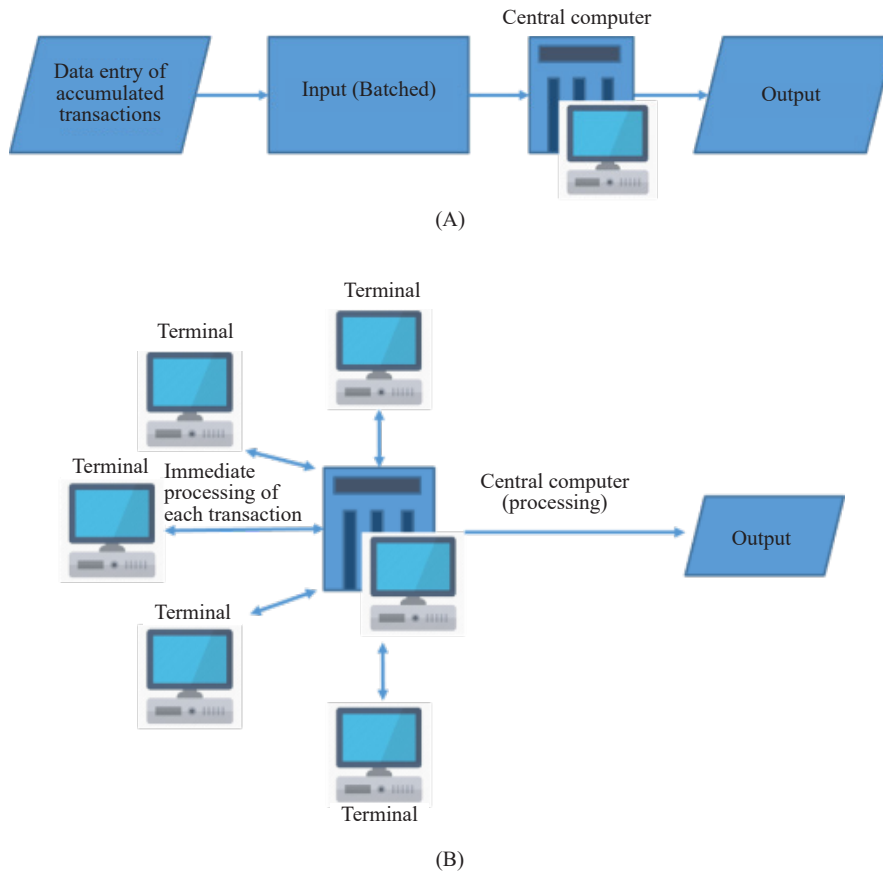 Central computer
Data entry of
accumulated
transactions
Input (Batched)
Output
(A)
Terminal
Terminal
Terminal
Immediate
processing of
each transaction
Central computer
(processing)
Output
Terminal
Terminal
(B)